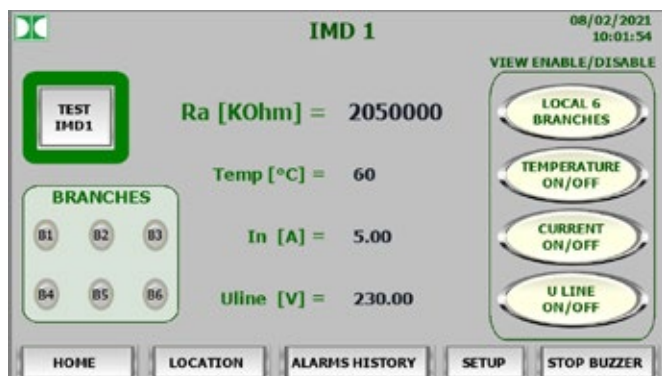 IMD 1
08/02/2021
10:01:54
VIEW ENABLE/DISABLE
TEST
IMD1
Ra [KOhm] = 2050000
Temp [°C] = 60
In [A] = 5.00
Uline [V] = 230.00
BRANCHES
B1 B2 B3
B4 B5 B6
LOCAL 6
BRANCHES
TEMPERATURE
ON/OFF
CURRENT
ON/OFF
U LINE
ON/OFF
HOME LOCATION ALARMS HISTORY SETUP STOP BUZZER